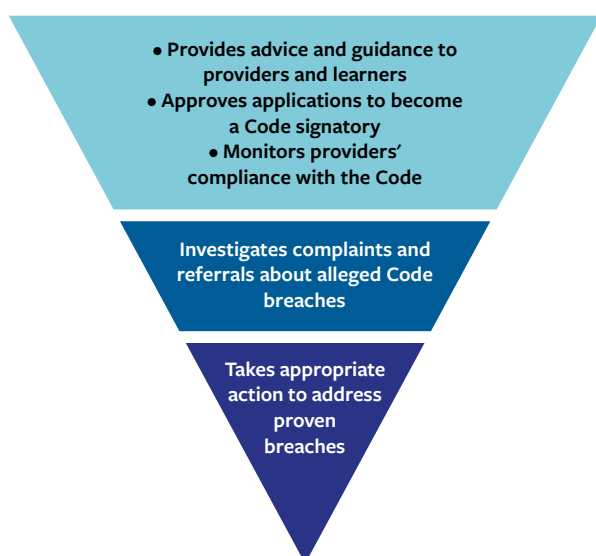 • Provides advice and guidance to
providers and learners
• Approves applications to become
a Code signatory
• Monitors providers'
compliance with the Code
Investigates complaints and
referrals about alleged Code
breaches
Takes appropriate
action to address
proven
breaches